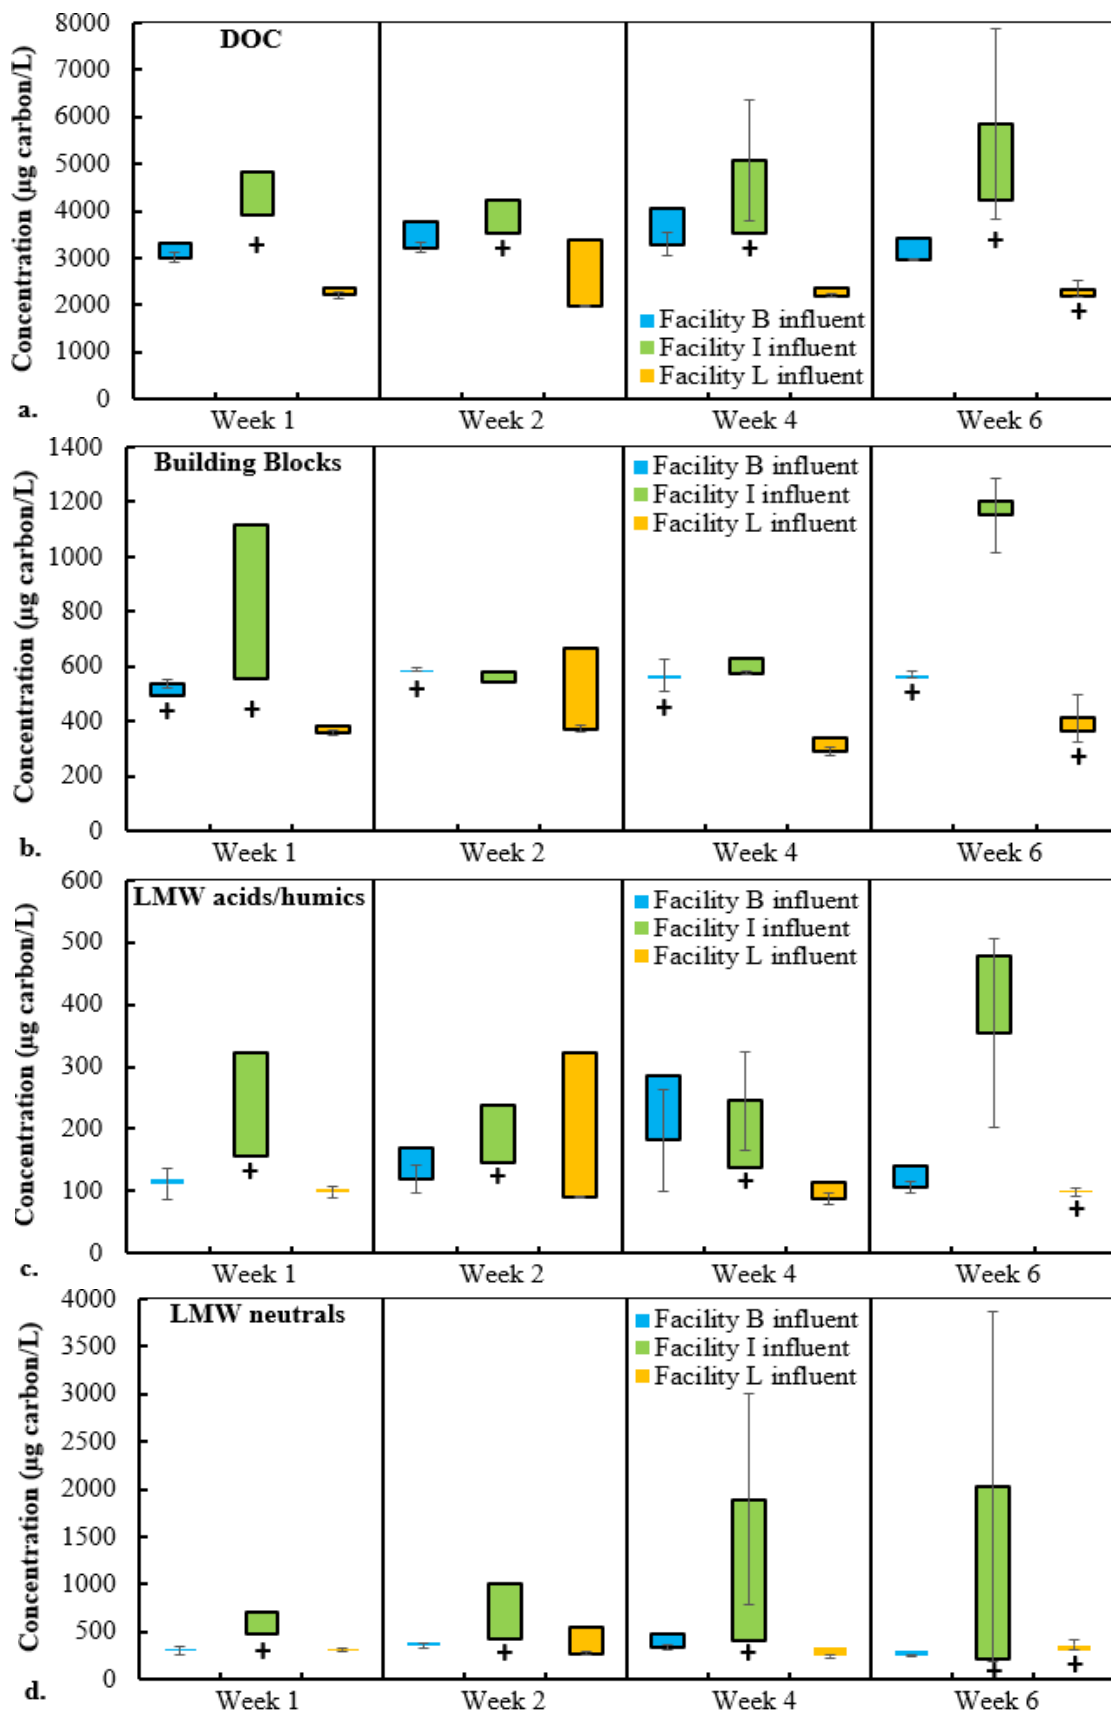 DOC
Concentration (µg carbon/L)
8000
7000
6000
5000
4000
3000
2000
1000
0
Facility B influent
Facility I influent
Facility L influent
a.
Week 1 Week 2 Week 4 Week 6
Building Blocks
Concentration (µg carbon/L)
1400
1200
1000
800
600
400
200
0
Facility B influent
Facility I influent
Facility L influent
b.
Week 1 Week 2 Week 4 Week 6
LMW acids/humics
Concentration (µg carbon/L)
600
500
400
300
200
100
0
Facility B influent
Facility I influent
Facility L influent
c.
Week 1 Week 2 Week 4 Week 6
LMW neutrals
Concentration (µg carbon/L)
4000
3500
3000
2500
2000
1500
1000
500
0
Facility B influent
Facility I influent
Facility L influent
d.
Week 1 Week 2 Week 4 Week 6